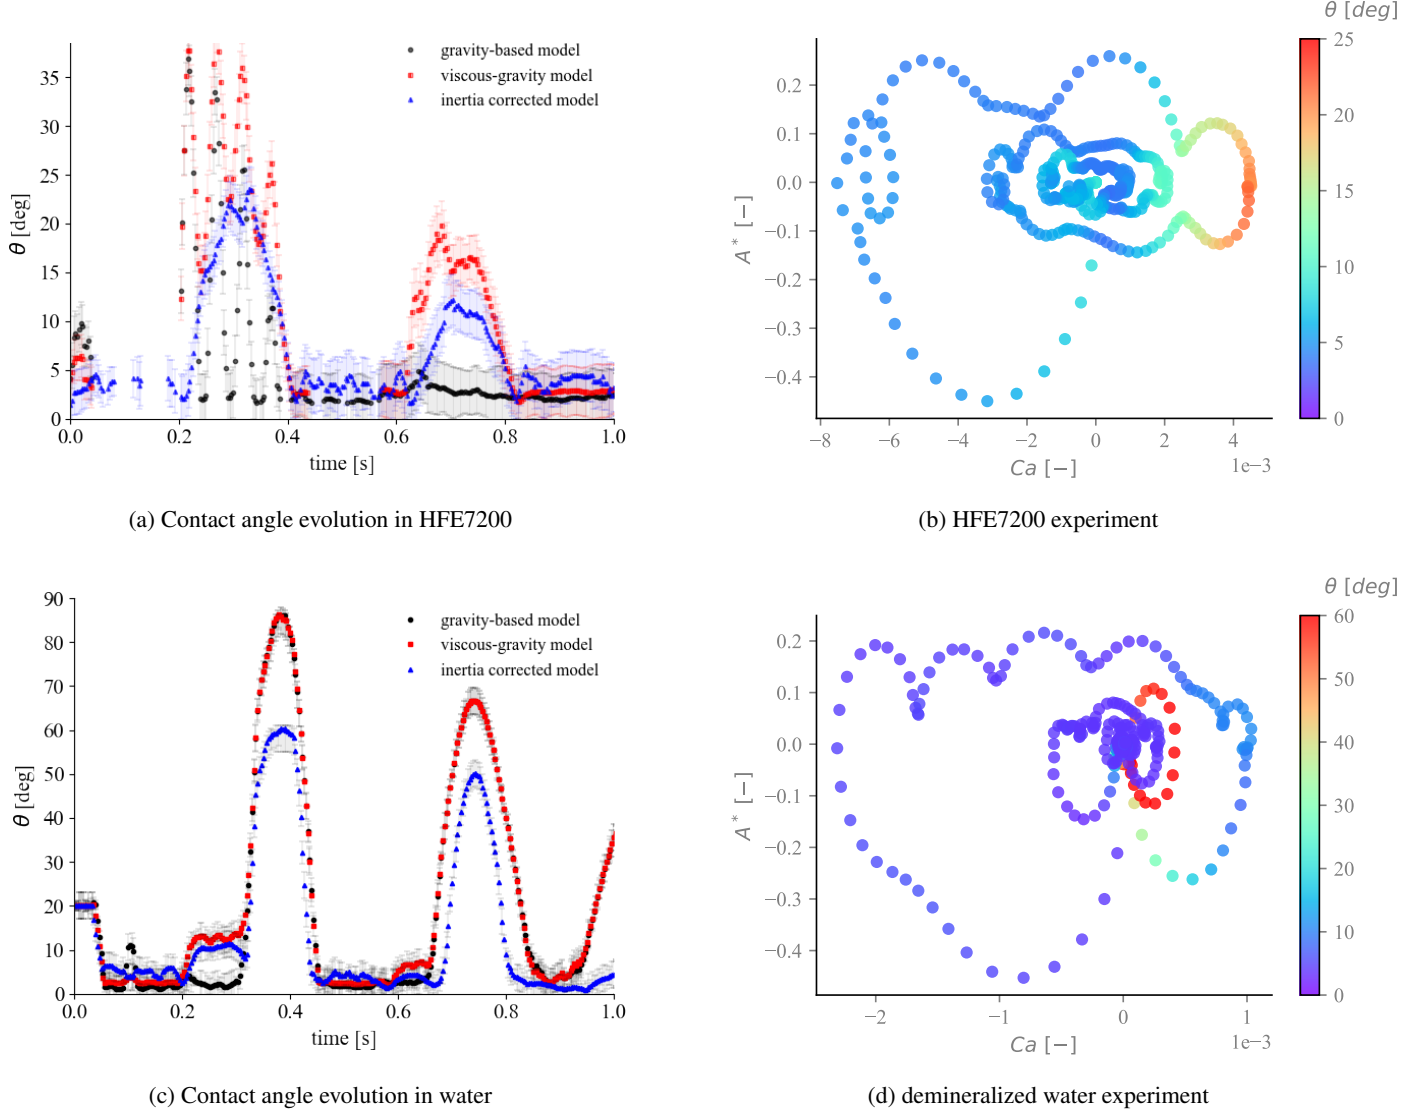 θ [deg]
35
30
25
20
15
10
5
0
0.0 0.2 0.4 0.6 0.8 1.0
time [s]
gravity-based model
viscous-gravity model
inertia corrected model
(a) Contact angle evolution in HFE7200
A* [−]
0.2
0.1
0.0
−0.1
−0.2
−0.3
−0.4
−8 −6 −4 −2 0 2 4
1e−3
Ca [−]
θ [deg]
25
20
15
10
5
0
(b) HFE7200 experiment
θ [deg]
90
80
70
60
50
40
30
20
10
0
0.0 0.2 0.4 0.6 0.8 1.0
time [s]
gravity-based model
viscous-gravity model
inertia corrected model
(c) Contact angle evolution in water
A* [−]
0.2
0.1
0.0
−0.1
−0.2
−0.3
−0.4
−2 −1 0 1
1e−3
Ca [−]
θ [deg]
60
50
40
30
20
10
0
(d) demineralized water experiment